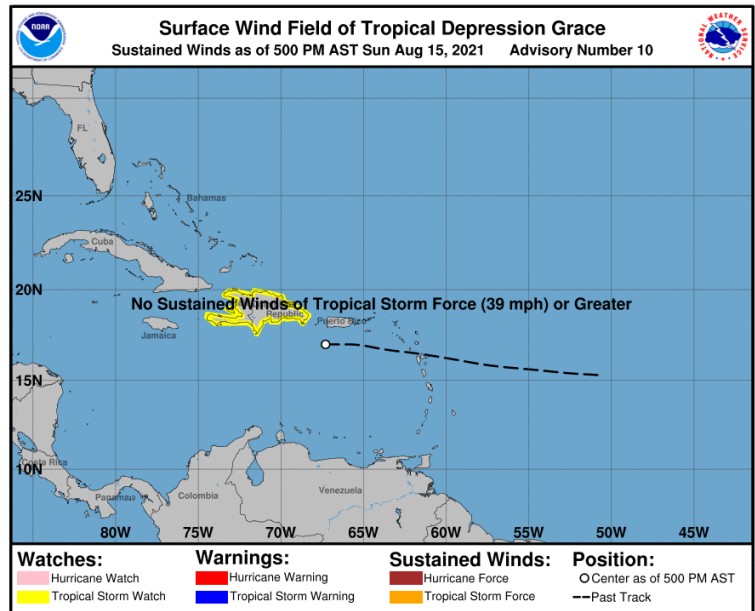 NOAA
Surface Wind Field of Tropical Depression Grace
Sustained Winds as of 500 PM AST Sun Aug 15, 2021 Advisory Number 10
NATIONAL WEATHER SERVICE
FL
25N
Bahamas
Cuba
20N
No Sustained Winds of Tropical Storm Force (39 mph) or Greater
Republic
Puerto Rico
Jamaica
15N
Costa Rica
10N
Panama
Colombia
Venezuela
80W 75W 70W 65W 60W 55W 50W 45W
Watches: Warnings: Sustained Winds: Position:
Hurricane Watch Hurricane Warning Hurricane Force Center as of 500 PM AST
Tropical Storm Watch Tropical Storm Warning Tropical Storm Force Past Track